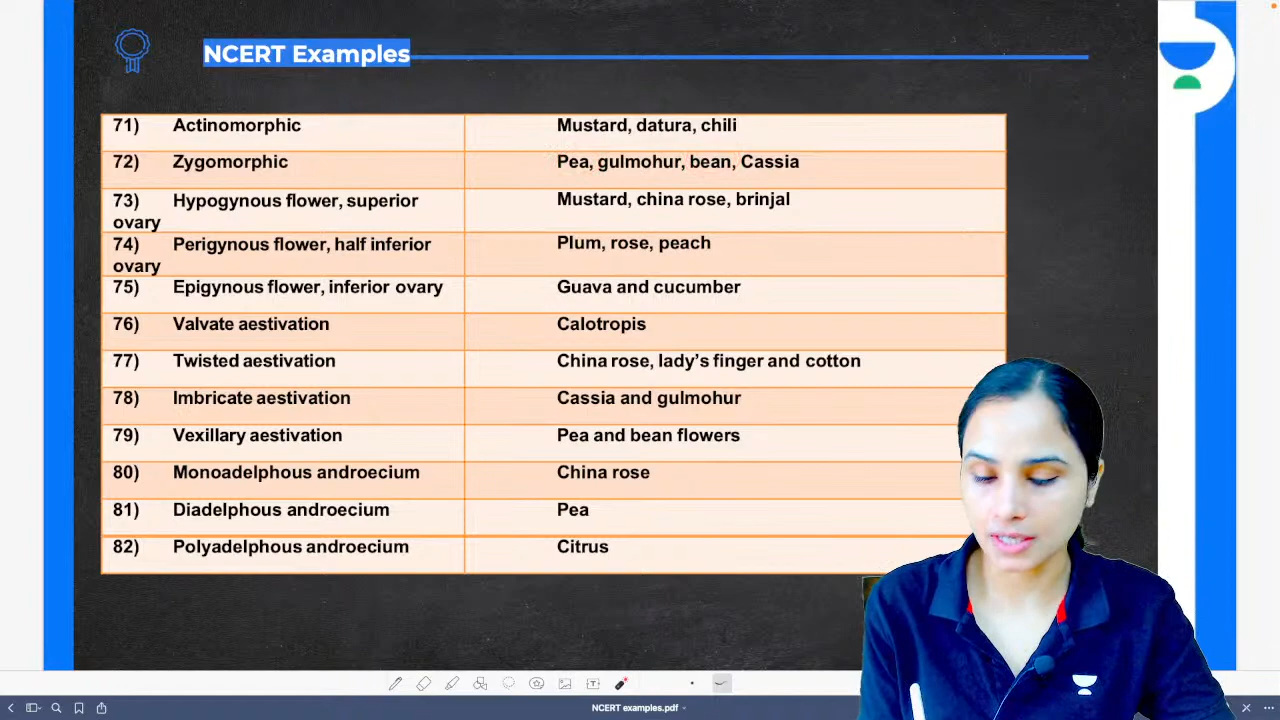 NCERT Examples
71) Actinomorphic Mustard, datura, chili
72) Zygomorphic Pea, gulmohur, bean, Cassia
73) Hypogynous flower, superior ovary Mustard, china rose, brinjal
74) Perigynous flower, half inferior ovary Plum, rose, peach
75) Epigynous flower, inferior ovary Guava and cucumber
76) Valvate aestivation Calotropis
77) Twisted aestivation China rose, lady’s finger and cotton
78) Imbricate aestivation Cassia and gulmohur
79) Vexillary aestivation Pea and bean flowers
80) Monoadelphous androecium China rose
81) Diadelphous androecium Pea
82) Polyadelphous androecium Citrus
NCERT examples.pdf